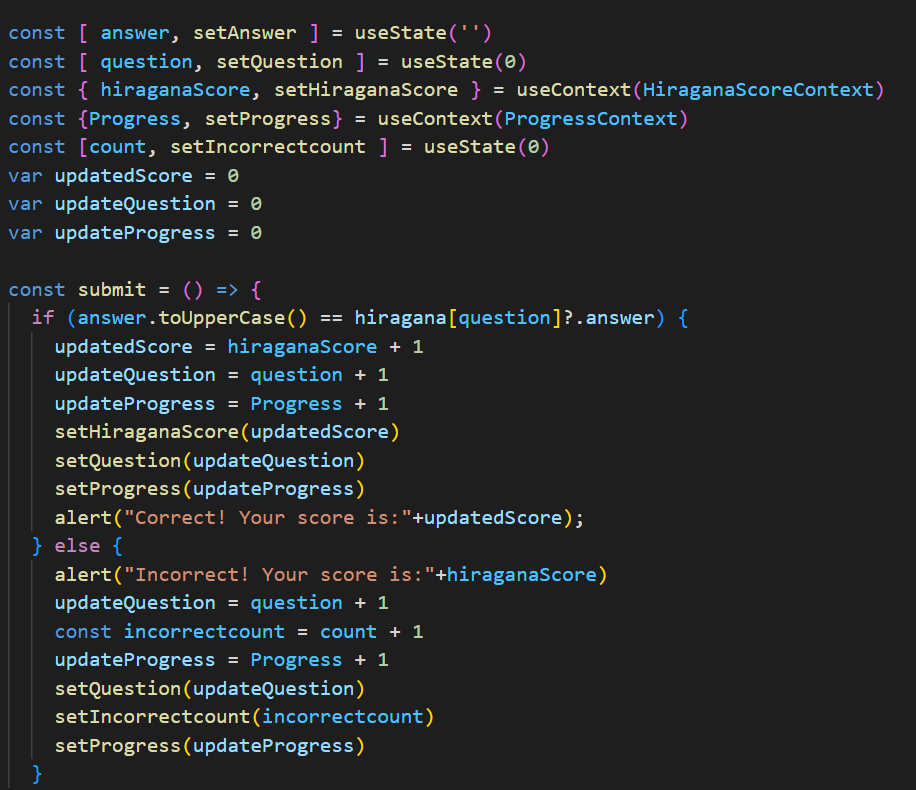 const [ answer, setAnswer ] = useState('')
const [ question, setQuestion ] = useState(0)
const { hiraganaScore, setHiraganaScore } = useContext(HiraganaScoreContext)
const {Progress, setProgress} = useContext(ProgressContext)
const [count, setIncorrectcount ] = useState(0)
var updatedScore = 0
var updateQuestion = 0
var updateProgress = 0
const submit = () => {
if (answer.toUpperCase() == hiragana[question]?.answer) {
updatedScore = hiraganaScore + 1
updateQuestion = question + 1
updateProgress = Progress + 1
setHiraganaScore(updatedScore)
setQuestion(updateQuestion)
setProgress(updateProgress)
alert("Correct! Your score is:"+updatedScore);
} else {
alert("Incorrect! Your score is:"+hiraganaScore)
updateQuestion = question + 1
const incorrectcount = count + 1
updateProgress = Progress + 1
setQuestion(updateQuestion)
setIncorrectcount(incorrectcount)
setProgress(updateProgress)
}